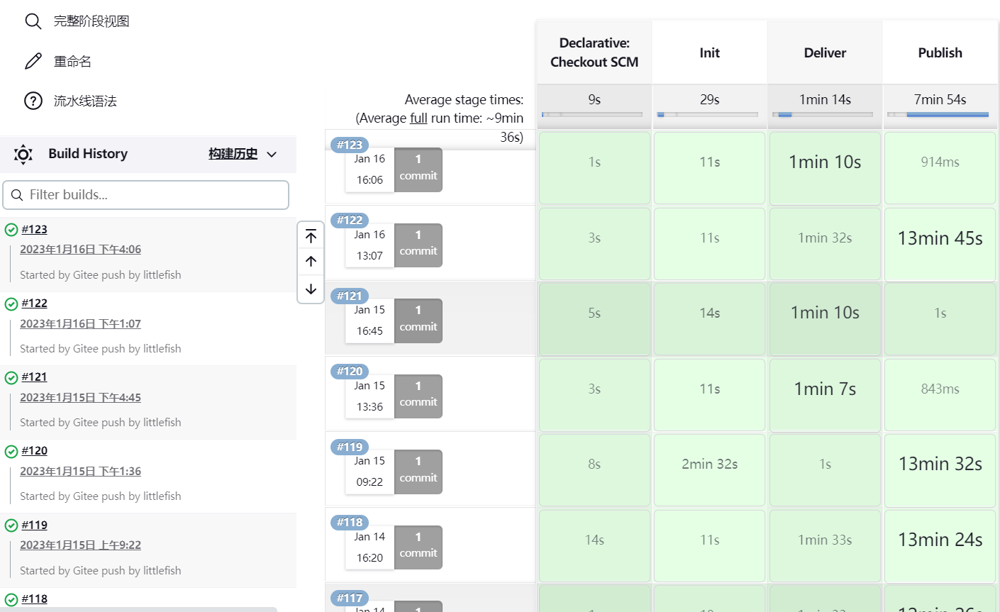 完整阶段视图
重命名
流水线语法
Build History
构建历史
Filter builds...
#123
2023年1月16日 下午4:06
Started by Gitee push by littlefish
#122
2023年1月16日 下午1:07
Started by Gitee push by littlefish
#121
2023年1月15日 下午4:45
Started by Gitee push by littlefish
#120
2023年1月15日 下午1:36
Started by Gitee push by littlefish
#119
2023年1月15日 上午9:22
Started by Gitee push by littlefish
#118
Declarative:
Checkout SCM
Init
Deliver
Publish
Average stage times:
(Average full run time: ~9min
36s)
9s
29s
1min 14s
7min 54s
#123
Jan 16
16:06
1
commit
1s
11s
1min 10s
914ms
#122
Jan 16
13:07
1
commit
3s
11s
1min 32s
13min 45s
#121
Jan 15
16:45
1
commit
5s
14s
1min 10s
1s
#120
Jan 15
13:36
1
commit
3s
11s
1min 7s
843ms
#119
Jan 15
09:22
1
commit
8s
2min 32s
1s
13min 32s
#118
Jan 14
16:20
1
commit
14s
11s
1min 33s
13min 24s
#117
Jan 14
1